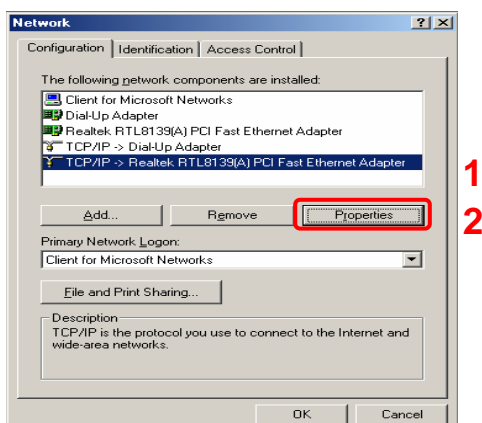 Network
Configuration Identification Access Control
The following network components are installed:
Client for Microsoft Networks
Dial-Up Adapter
Realtek RTL8139(A) PCI Fast Ethernet Adapter
TCP/IP -> Dial-Up Adapter
TCP/IP -> Realtek RTL8139(A) PCI Fast Ethernet Adapter
1
Add... Remove Properties
2
Primary Network Logon:
Client for Microsoft Networks
File and Print Sharing...
Description
TCP/IP is the protocol you use to connect to the Internet and
wide-area networks.
OK Cancel